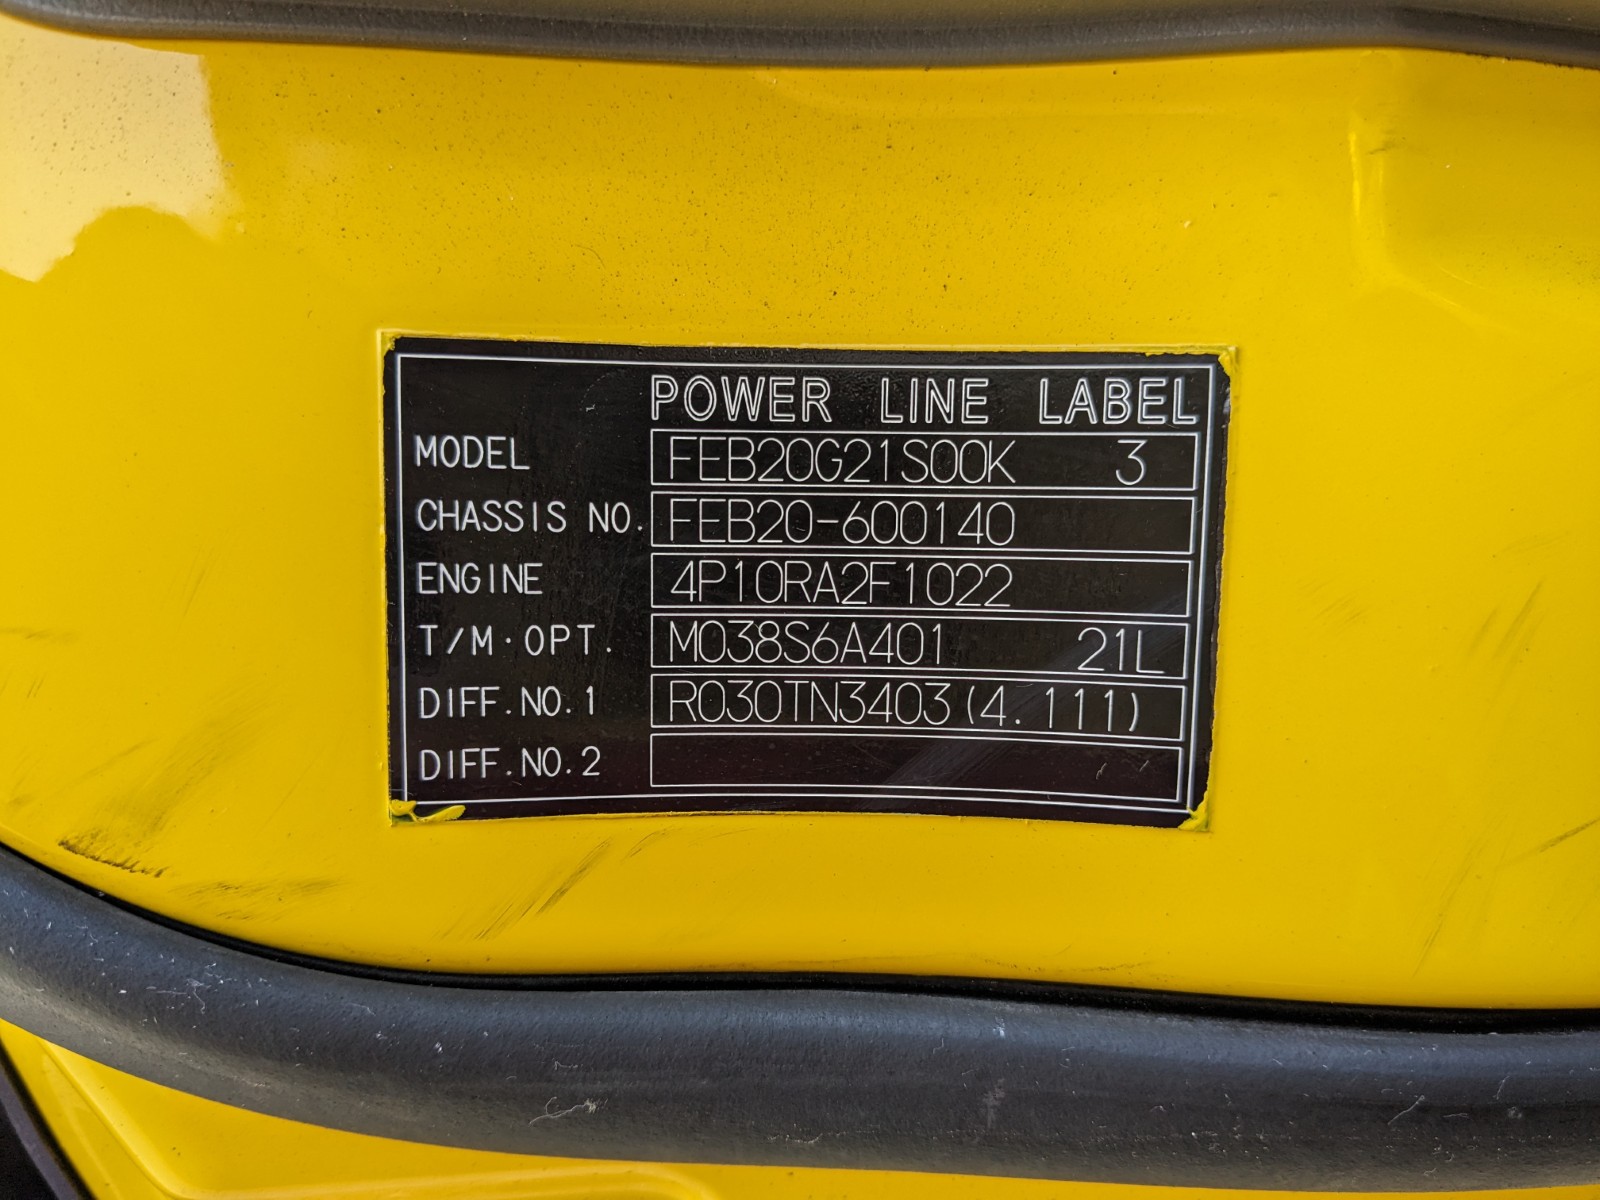 POWER LINE LABEL
MODEL FEB20G21S00K 3
CHASSIS NO. FEB20-600140
ENGINE 4P10RA2F1022
T/M·OPT. M038S6A401 21L
DIFF.NO.1 R030TN3403(4.111)
DIFF.NO.2